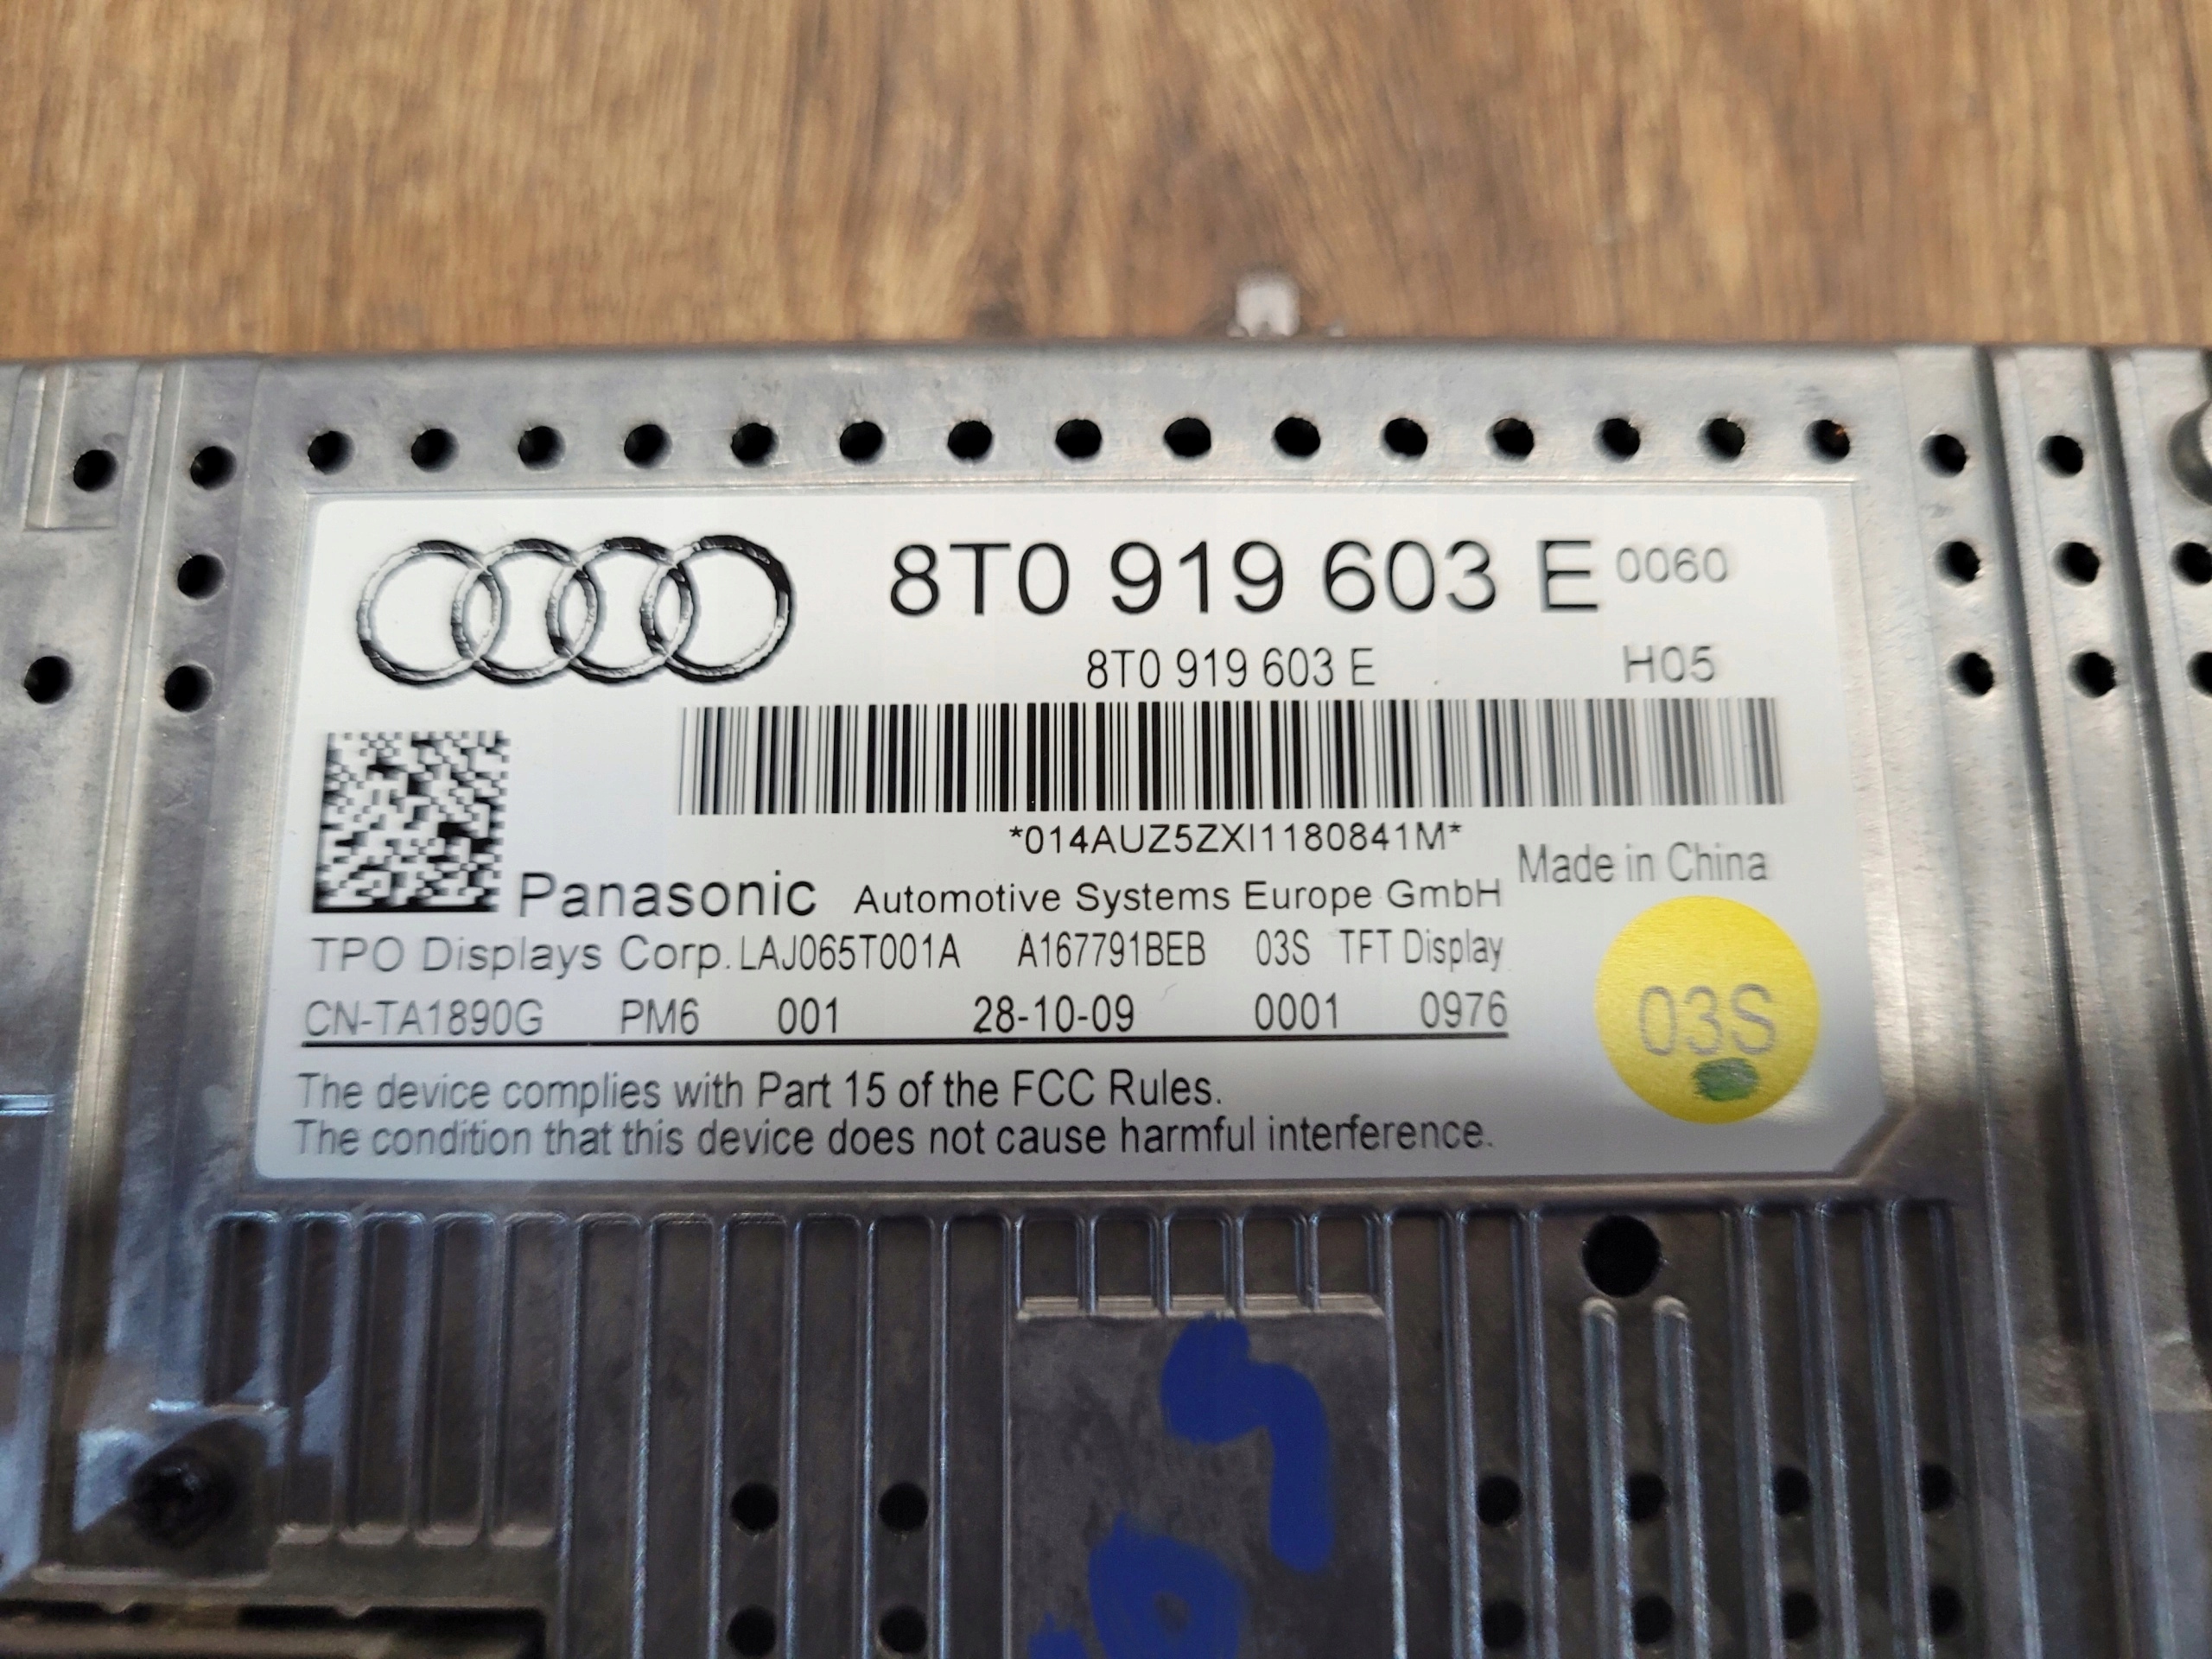 8T0 919 603 E 0060
8T0 919 603 E H05
*014AUZ5ZXI1180841M*
Made in China
Panasonic Automotive Systems Europe GmbH
TPO Displays Corp. LAJ065T001A A167791BEB 03S TFT Display
CN-TA1890G PM6 001 28-10-09 0001 0976
03S
The device complies with Part 15 of the FCC Rules.
The condition that this device does not cause harmful interference.